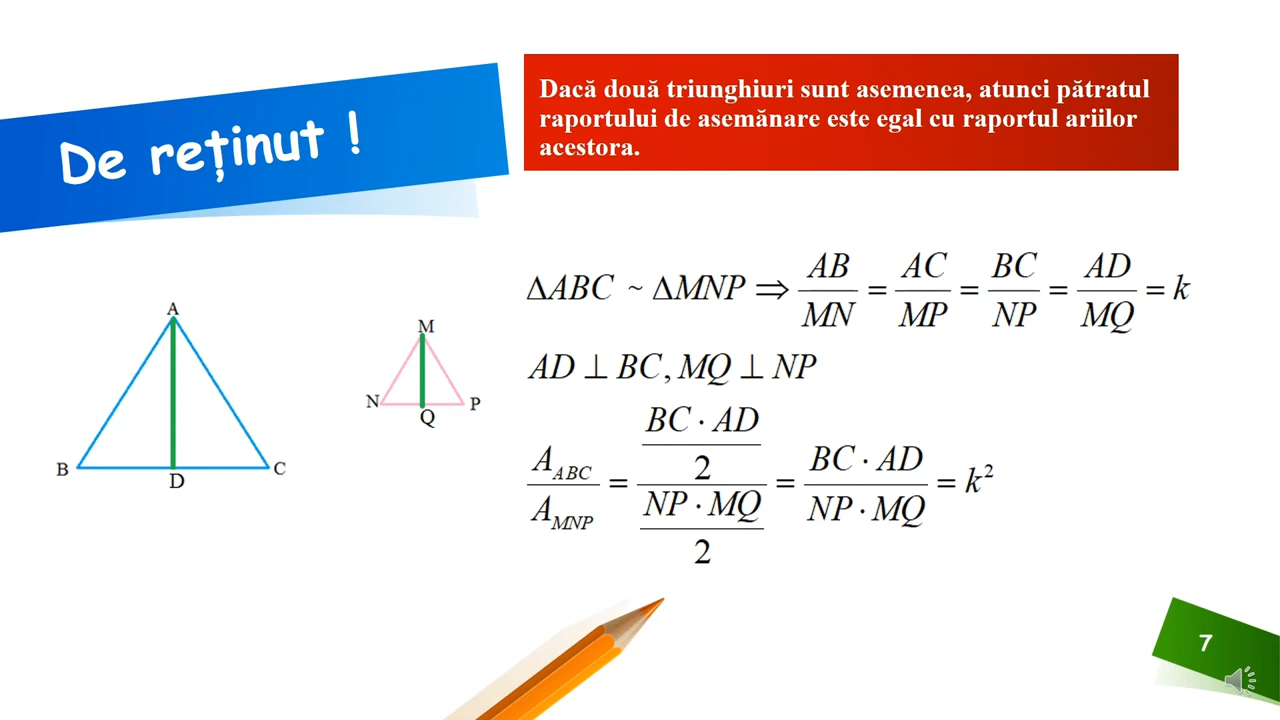 De reținut !
Dacă două triunghiuri sunt asemenea, atunci pătratul
raportului de asemănare este egal cu raportul ariilor
acestora.
ΔABC ~ ΔMNP ⇒ AB/MN = AC/MP = BC/NP = AD/MQ = k
AD ⊥ BC, MQ ⊥ NP
A_ABC/A_MNP = (BC · AD/2)/(NP · MQ/2) = BC · AD/NP · MQ = k²
A
B
D
C
M
N
Q
P
7